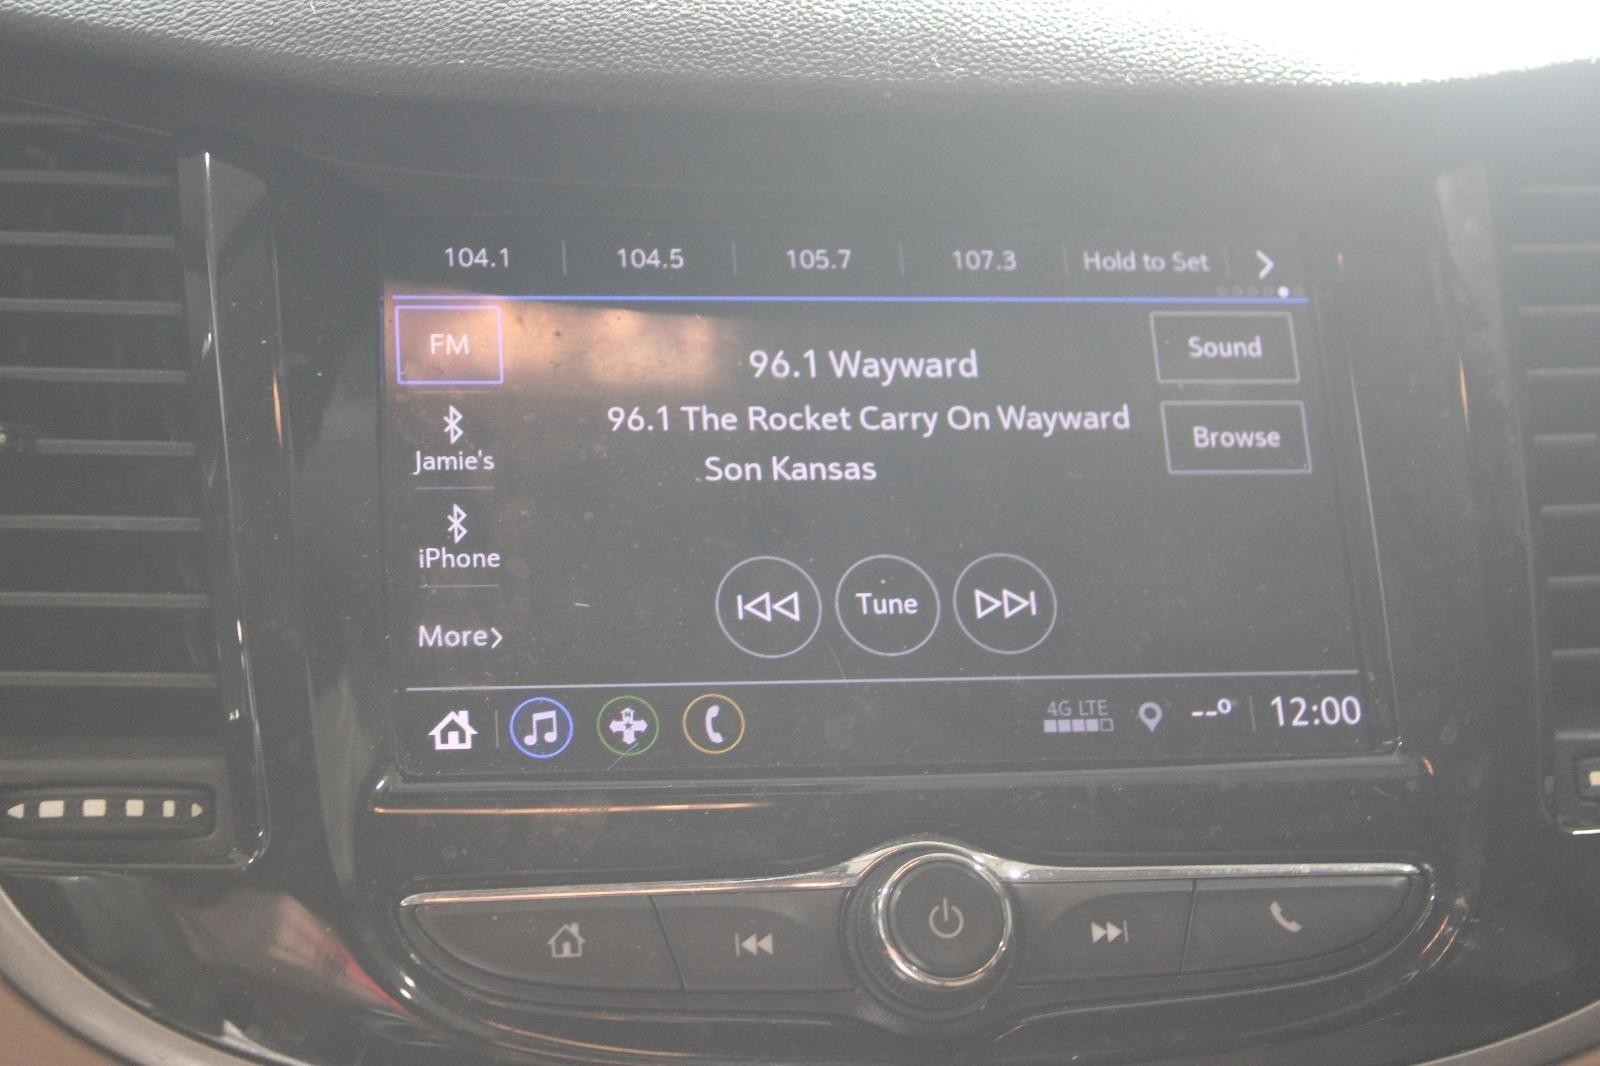 104.1 104.5 105.7 107.3 Hold to Set
FM
96.1 Wayward
Sound
96.1 The Rocket Carry On Wayward
Browse
Jamie's
Son Kansas
iPhone
Tune
More
4G LTE --° 12:00